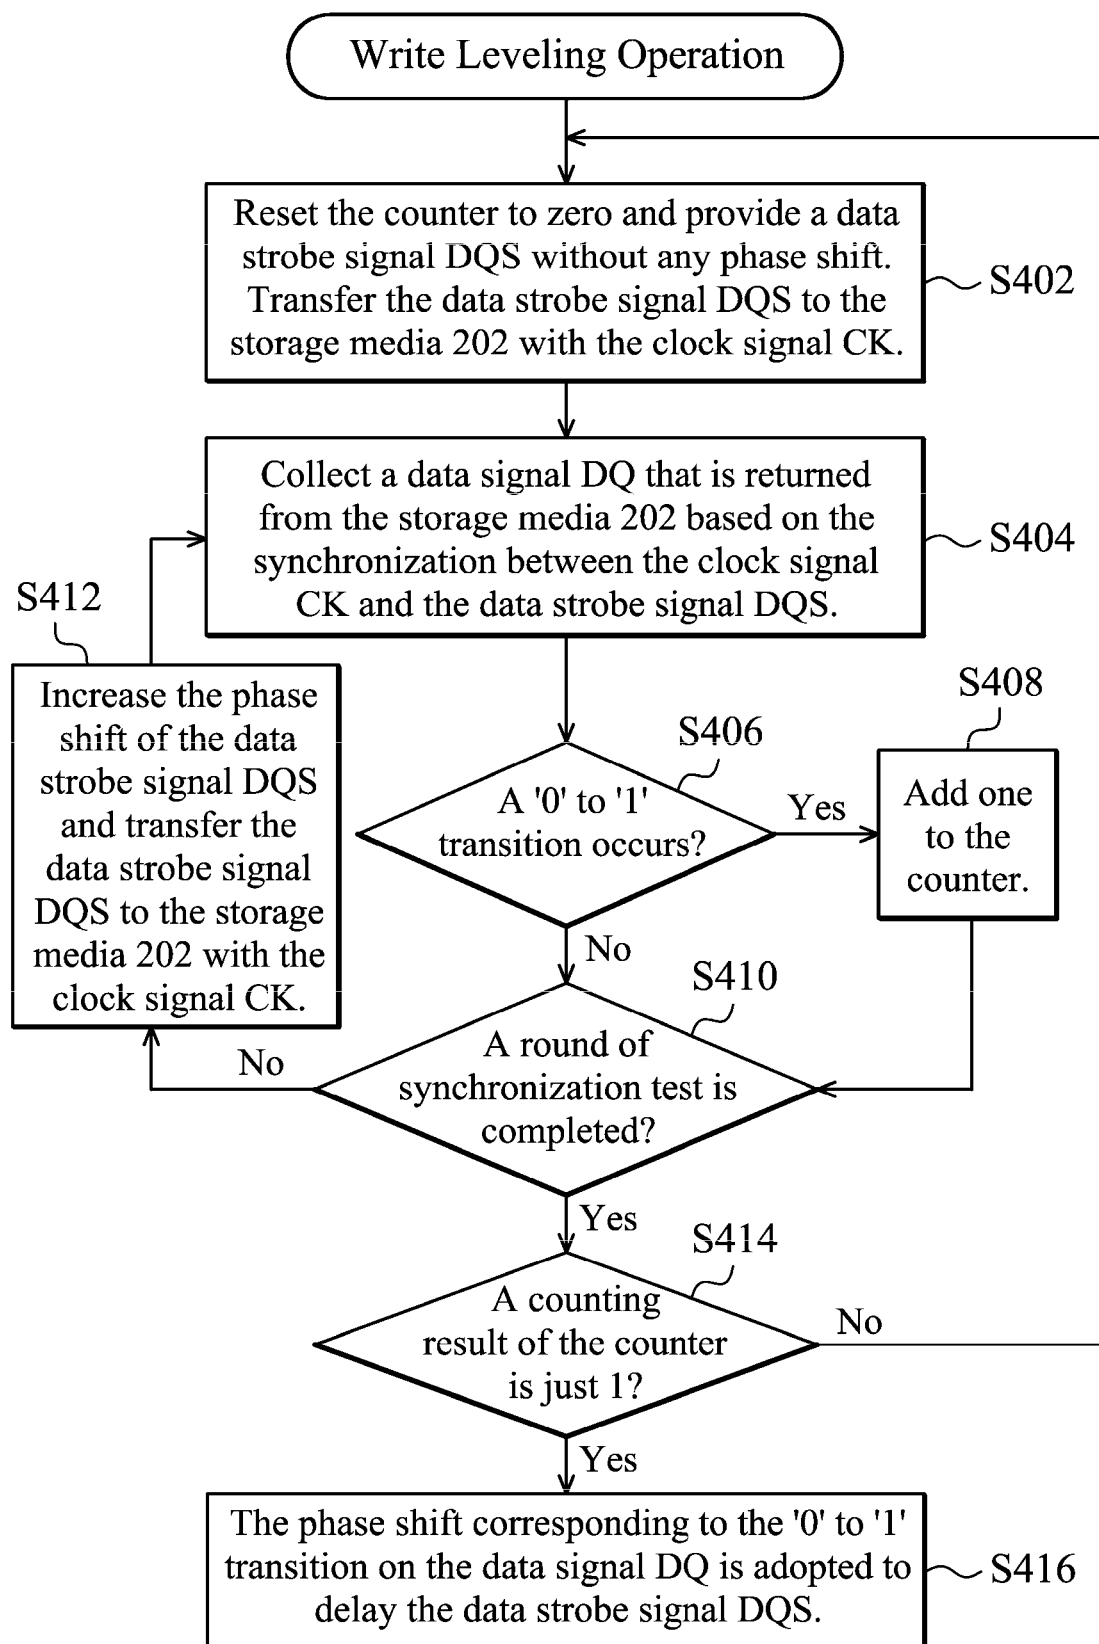 Write Leveling Operation
Reset the counter to zero and provide a data
strobe signal DQS without any phase shift.
Transfer the data strobe signal DQS to the
storage media 202 with the clock signal CK.
S402
Collect a data signal DQ that is returned
from the storage media 202 based on the
synchronization between the clock signal
CK and the data strobe signal DQS.
S404
S412
Increase the phase
shift of the data
strobe signal DQS
and transfer the
data strobe signal
DQS to the storage
media 202 with the
clock signal CK.
S406
A '0' to '1'
transition occurs?
Yes
S408
Add one
to the
counter.
No
S410
A round of
synchronization test is
completed?
No
Yes
S414
A counting
result of the counter
is just 1?
No
Yes
The phase shift corresponding to the '0' to '1'
transition on the data signal DQ is adopted to
delay the data strobe signal DQS.
S416